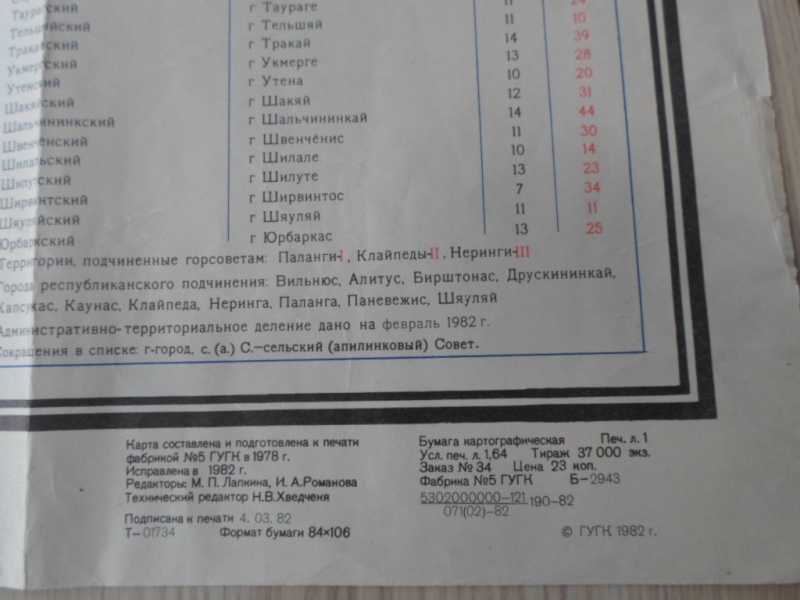 Таурагский г Таураге 11 24
Тельшяйский г Тельшяй 11 10
Тракайский г Тракай 14 39
Укмергский г Укмерге 13 28
Утенский г Утена 10 20
Шакяйский г Шакяй 12 31
Шальчининкский г Шальчининкай 14 44
Швенчёнский г Швенчёнис 11 30
Шилальский г Шилале 10 14
Шилутский г Шилуте 13 23
Ширвинтский г Ширвинтос 7 34
Шяуляйский г Шяуляй 11 11
Юрбаркский г Юрбаркас 13 25
Территории, подчиненные горсоветам: Паланги-I, Клайпеды-II, Неринги-III
Города республиканского подчинения: Вильнюс, Алитус, Бирштонас, Друскининкай,
Капсукас, Каунас, Клайпеда, Неринга, Паланга, Паневежис, Шяуляй
Административно-территориальное деление дано на февраль 1982 г.
Сокращения в списке: г-город, с. (а.) С.—сельский (апилинковый) Совет.
Карта составлена и подготовлена к печати
фабрикой №5 ГУГК в 1978 г.
Исправлена в 1982 г.
Редакторы: М. П. Лапкина, И. А. Романова
Технический редактор Н.В.Хведченя
Подписана к печати 4. 03. 82
Т-01734 Формат бумаги 84×106
Бумага картографическая Печ. л. 1
Усл. печ. л. 1,64 Тираж 37 000 экз.
Заказ № 34 Цена 23 коп.
Фабрика №5 ГУГК Б-2943
5302000000-121 190-82
071(02)-82
© ГУГК 1982 г.